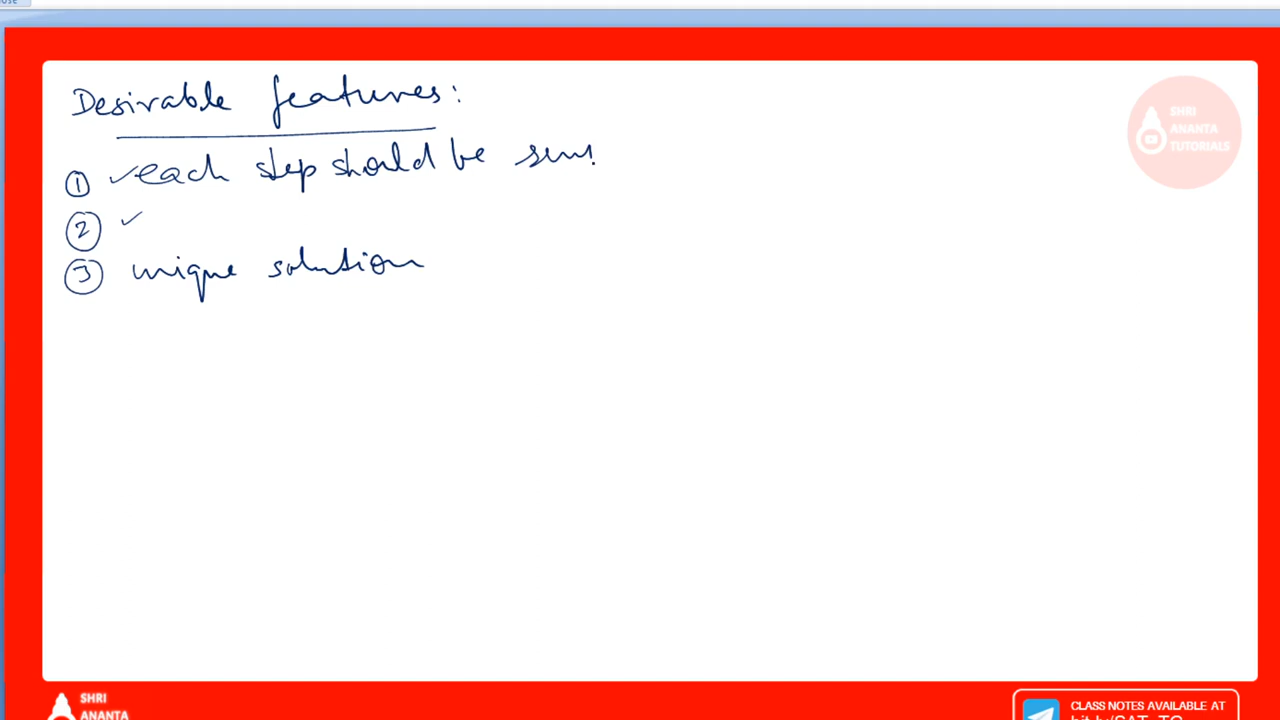 Desirable features:
① ✓each step should be
② ✓
③ unique solution
SHRI
ANANTA
TUTORIALS
SHRI
ANANTA
CLASS NOTES AVAILABLE AT